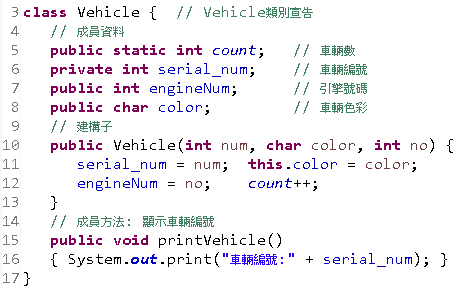 3 class Vehicle {  // Vehicle類別宣告
4    // 成員資料
5    public static int count;   // 車輛數
6    private int serial_num;    // 車輛編號
7    public int engineNum;      // 引擎號碼
8    public char color;         // 車輛色彩
9    // 建構子
10    public Vehicle(int num, char color, int no) {
11       serial_num = num;  this.color = color;
12       engineNum = no;    count++;
13    }
14    // 成員方法: 顯示車輛編號
15    public void printVehicle()
16    { System.out.print("車輛編號:" + serial_num); }
17 }